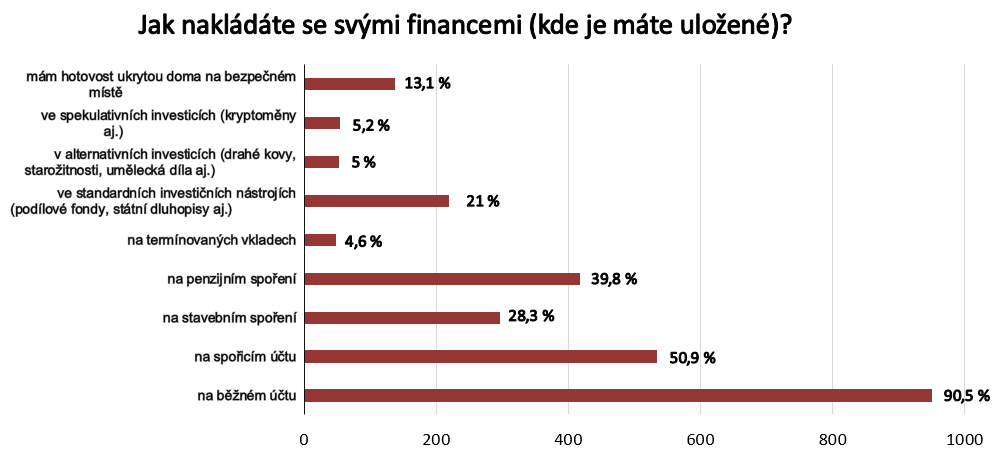 Jak nakládáte se svými financemi (kde je máte uložené)?
mám hotovost ukrytou doma na bezpečném
místě
13,1 %
ve spekulativních investicích (kryptoměny
aj.)
5,2 %
v alternativních investicích (drahé kovy,
starožitnosti, umělecká díla aj.)
5 %
ve standardních investičních nástrojích
(podílové fondy, státní dluhopisy aj.)
21 %
na termínovaných vkladech
4,6 %
na penzijním spoření
39,8 %
na stavebním spoření
28,3 %
na spořicím účtu
50,9 %
na běžném účtu
90,5 %
0 200 400 600 800 1000